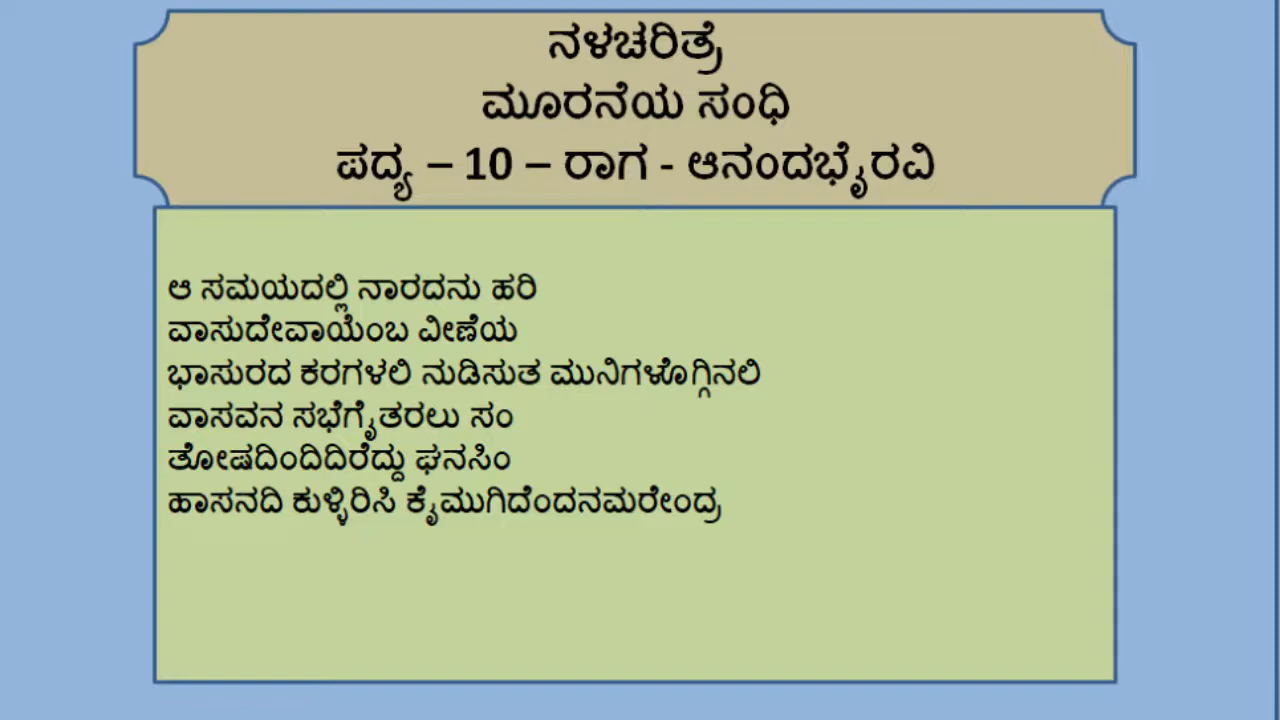 ನಳಚರಿತ್ರೆ
ಮೂರನೆಯ ಸಂಧಿ
ಪದ್ಯ – 10 – ರಾಗ - ಆನಂದಭೈರವಿ
ಆ ಸಮಯದಲ್ಲಿ ನಾರದನು ಹರಿ
ವಾಸುದೇವಾಯೆಂಬ ವೀಣೆಯ
ಭಾಸುರದ ಕರಗಳಲಿ ನುಡಿಸುತ ಮುನಿಗಳೊಗ್ಗಿನಲಿ
ವಾಸವನ ಸಭೆಗೈತರಲು ಸಂ
ತೋಷದಿಂದಿದಿರೆದ್ದು ಘನಸಿಂ
ಹಾಸನದಿ ಕುಳ್ಳಿರಿಸಿ ಕೈಮುಗಿದೆಂದನಮರೇಂದ್ರ